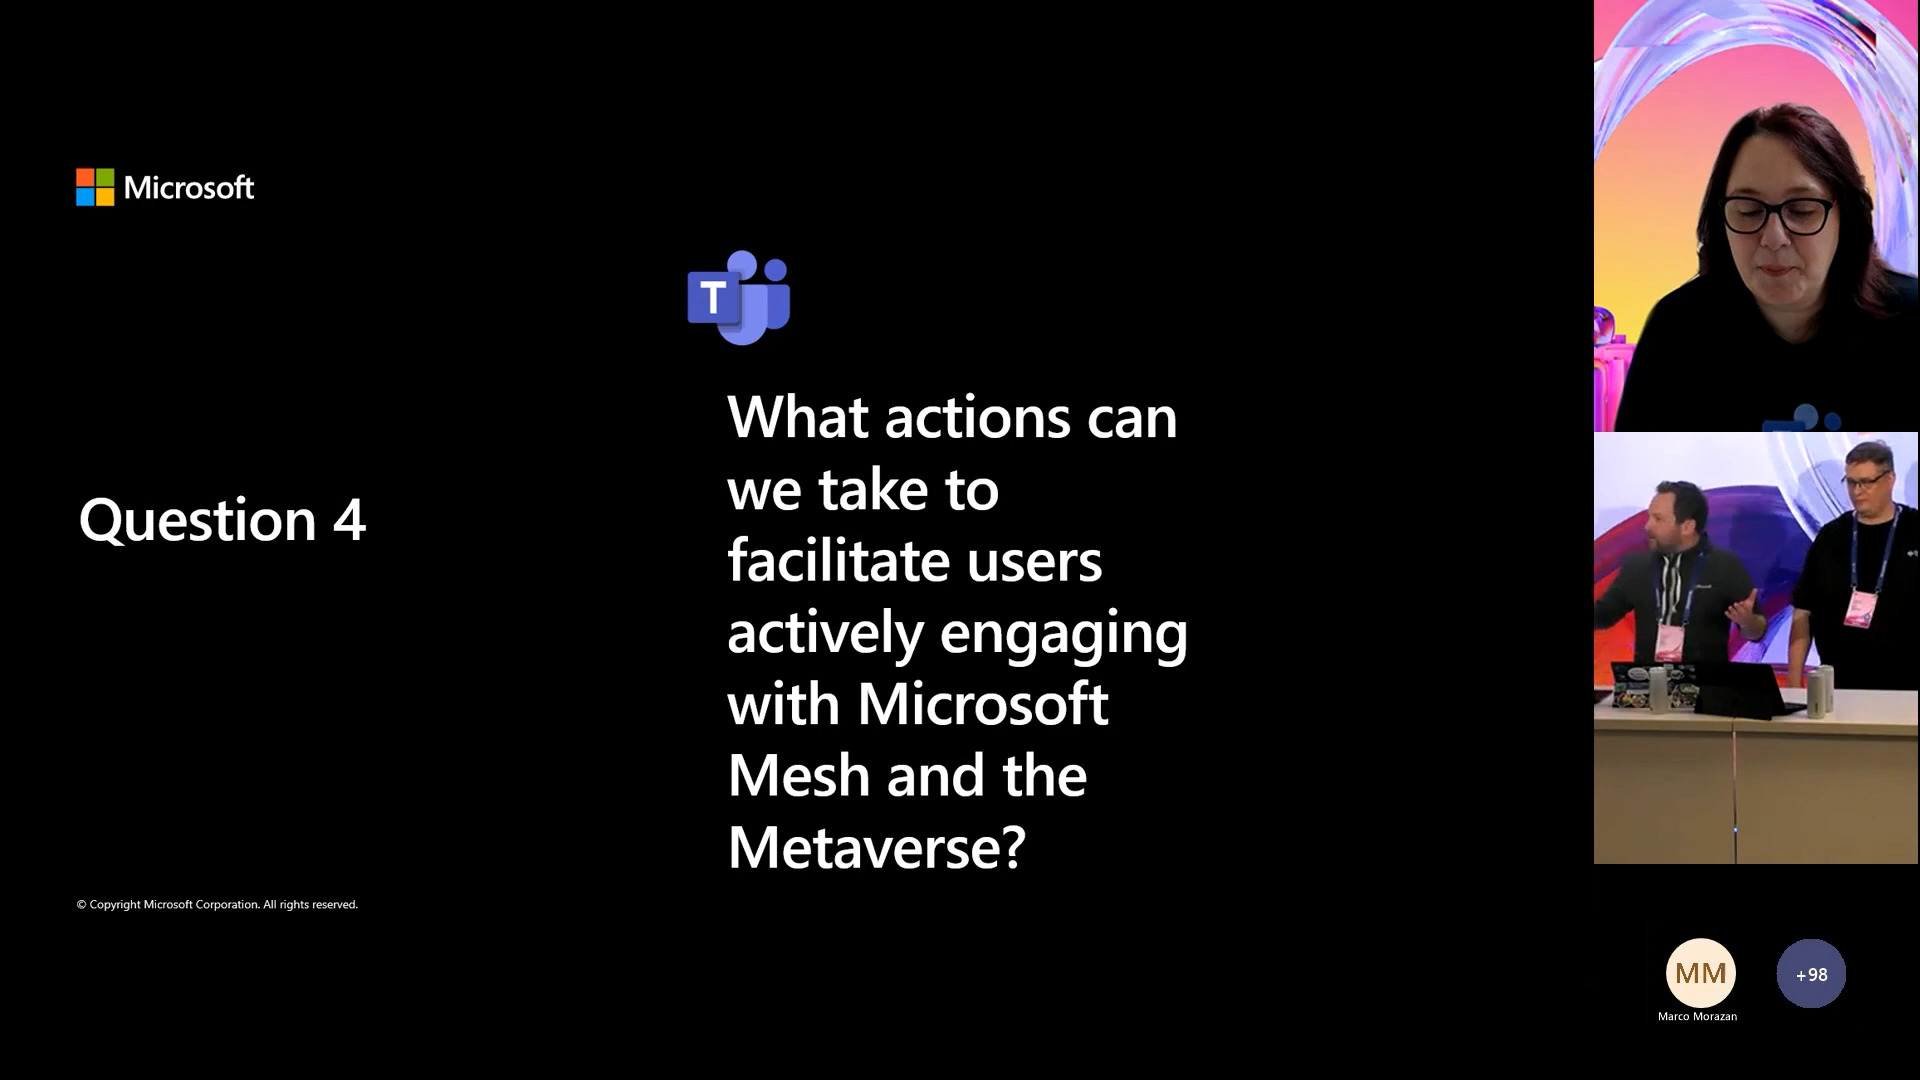 Microsoft
T
Question 4
What actions can
we take to
facilitate users
actively engaging
with Microsoft
Mesh and the
Metaverse?
© Copyright Microsoft Corporation. All rights reserved.
MM
+98
Marco Morazan